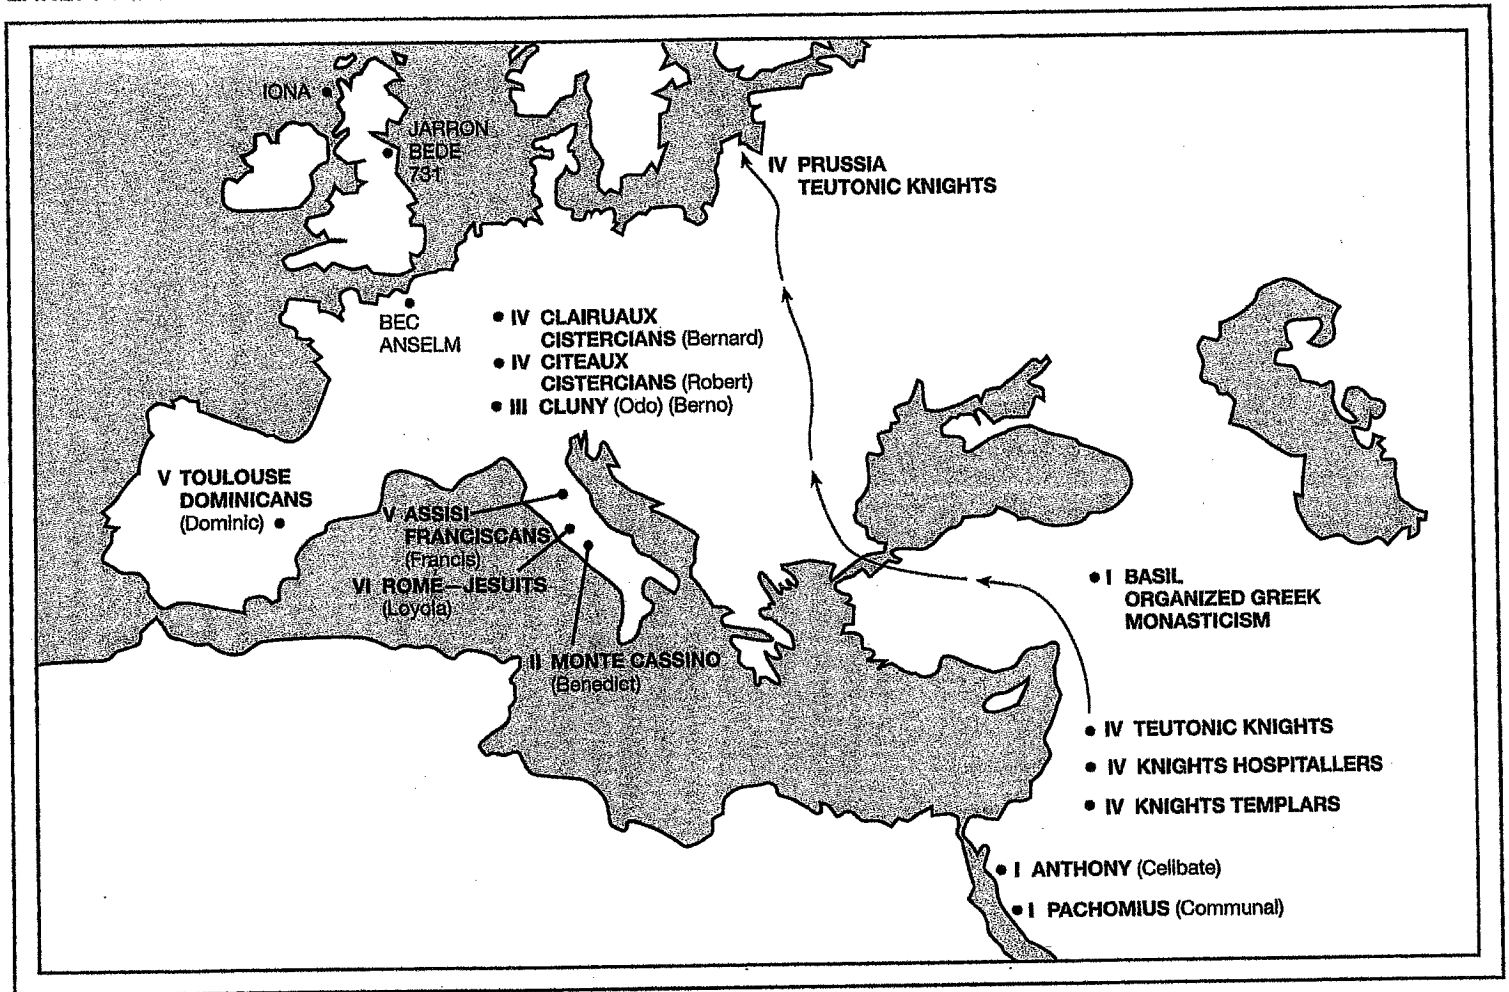 IONA
JARRON
BEDE
731
IV PRUSSIA
TEUTONIC KNIGHTS
BEC
ANSELM
IV CLAIRUAUX
CISTERCIANS (Bernard)
IV CITEAUX
CISTERCIANS (Robert)
III CLUNY (Odo) (Berno)
V TOULOUSE
DOMINICANS
(Dominic)
V ASSISI
FRANCISCANS
(Francis)
VI ROME—JESUITS
(Loyola)
II MONTE CASSINO
(Benedict)
I BASIL
ORGANIZED GREEK
MONASTICISM
IV TEUTONIC KNIGHTS
IV KNIGHTS HOSPITALLERS
IV KNIGHTS TEMPLARS
I ANTHONY (Celibate)
I PACHOMIUS (Communal)